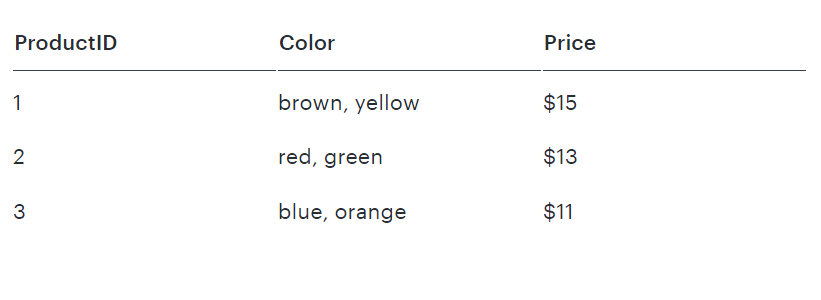 ProductID Color Price
1 brown, yellow $15
2 red, green $13
3 blue, orange $11